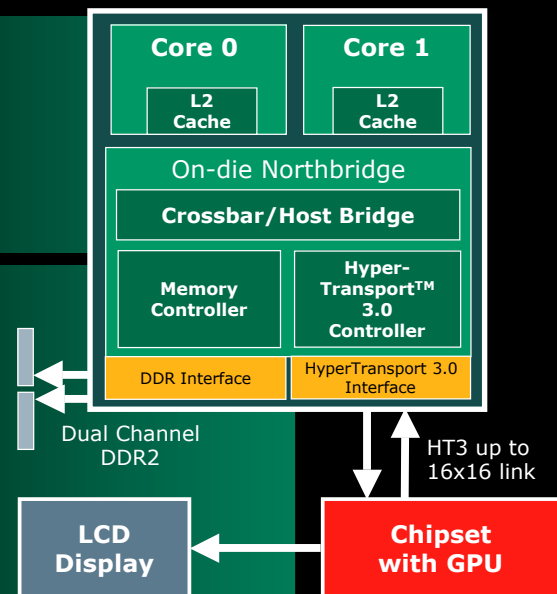 Core 0
Core 1
L2
Cache
L2
Cache
On-die Northbridge
Crossbar/Host Bridge
Memory
Controller
Hyper-
Transport™
3.0
Controller
DDR Interface
HyperTransport 3.0
Interface
Dual Channel
DDR2
HT3 up to
16x16 link
LCD
Display
Chipset
with GPU